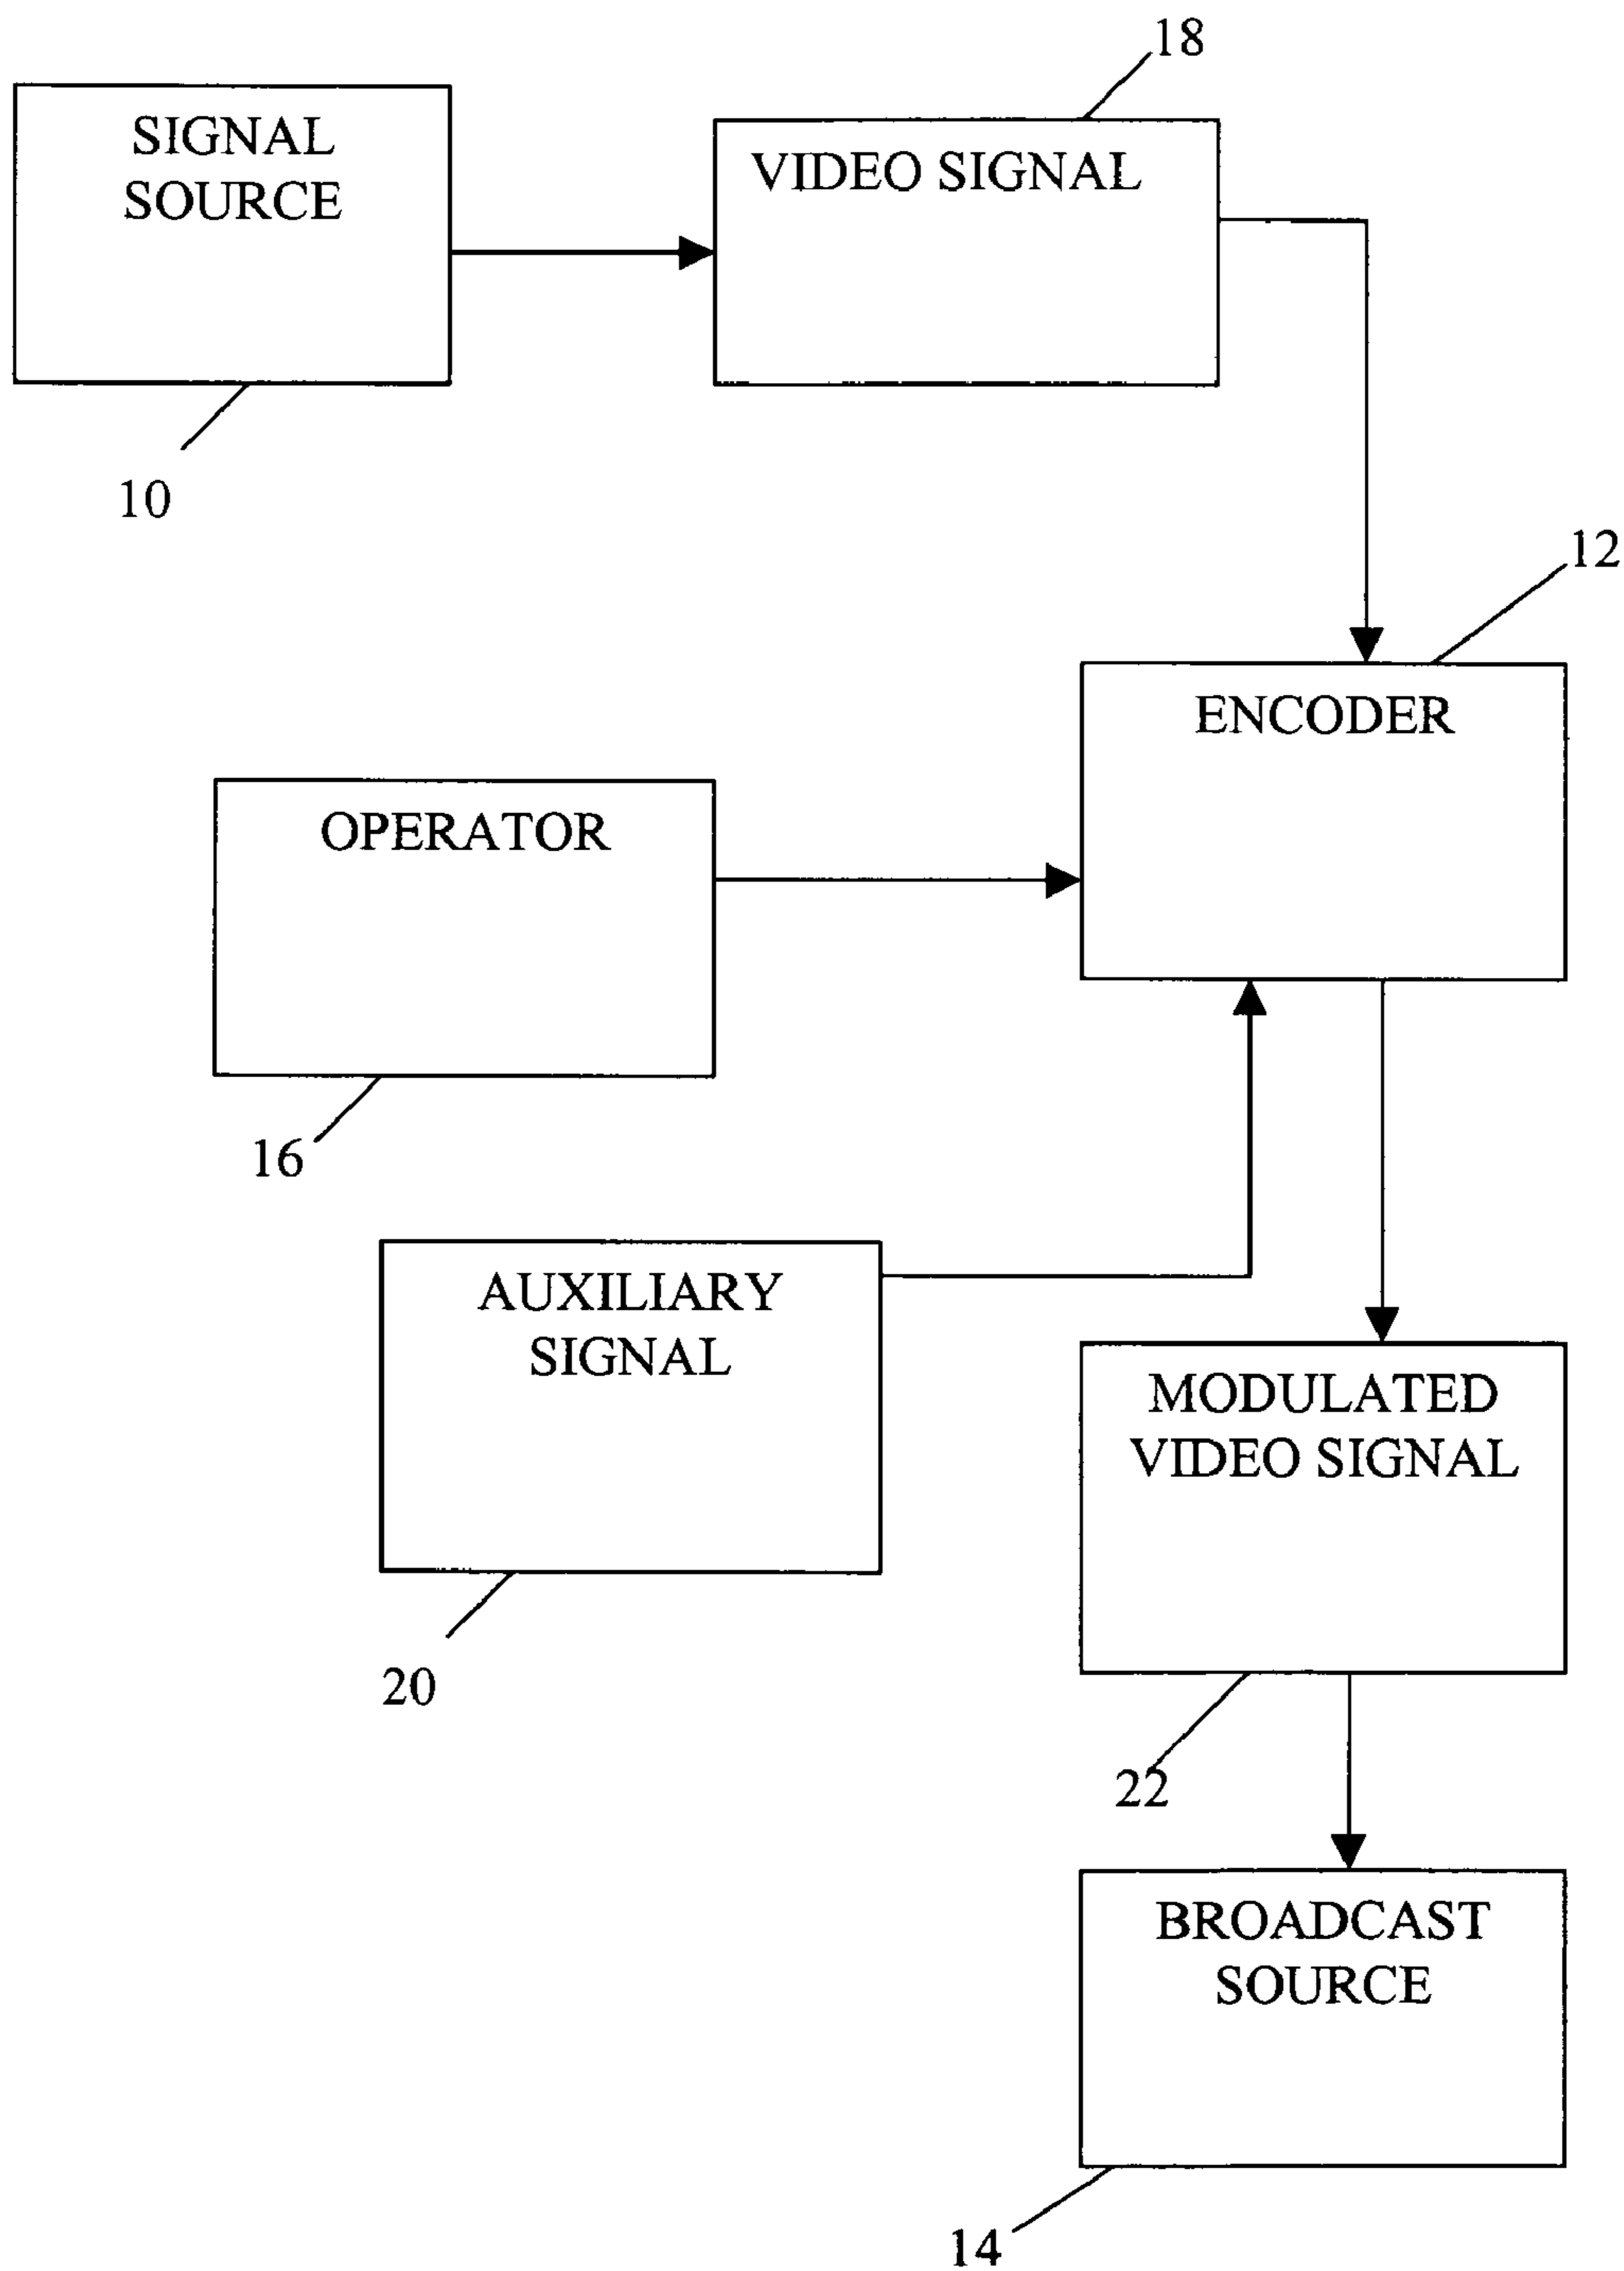 18
SIGNAL
SOURCE
VIDEO SIGNAL
10
12
ENCODER
OPERATOR
16
AUXILIARY
SIGNAL
MODULATED
VIDEO SIGNAL
20
22
BROADCAST
SOURCE
14